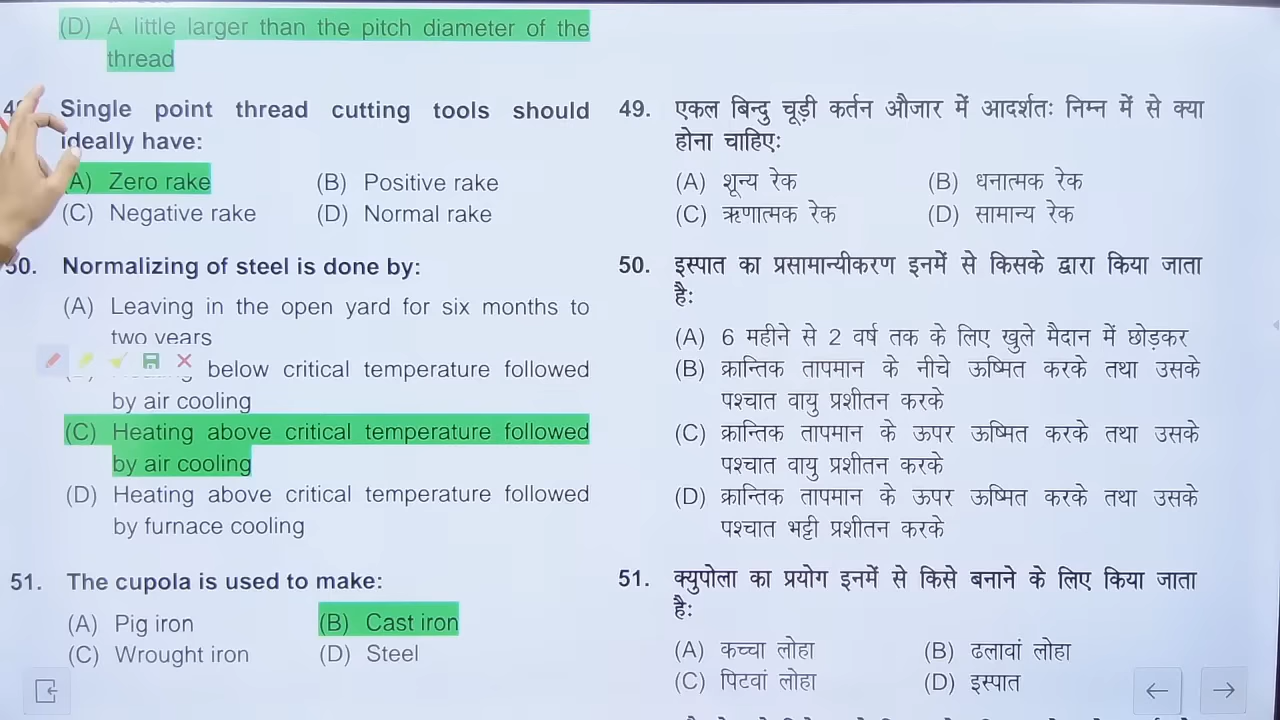 (D) A little larger than the pitch diameter of the
thread
Single point thread cutting tools should
ideally have:
(A) Zero rake (B) Positive rake
(C) Negative rake (D) Normal rake
50. Normalizing of steel is done by:
(A) Leaving in the open yard for six months to
two years
below critical temperature followed
by air cooling
(C) Heating above critical temperature followed
by air cooling
(D) Heating above critical temperature followed
by furnace cooling
51. The cupola is used to make:
(A) Pig iron (B) Cast iron
(C) Wrought iron (D) Steel
49. एकल बिन्दु चूड़ी कर्तन औजार में आदर्शतः निम्न में से क्या
होना चाहिएः
(A) शून्य रेक (B) धनात्मक रेक
(C) ऋणात्मक रेक (D) सामान्य रेक
50. इस्पात का प्रसामान्यीकरण इनमें से किसके द्वारा किया जाता
हैः
(A) 6 महीने से 2 वर्ष तक के लिए खुले मैदान में छोड़कर
(B) क्रान्तिक तापमान के नीचे ऊष्मित करके तथा उसके
पश्चात वायु प्रशीतन करके
(C) क्रान्तिक तापमान के ऊपर ऊष्मित करके तथा उसके
पश्चात वायु प्रशीतन करके
(D) क्रान्तिक तापमान के ऊपर ऊष्मित करके तथा उसके
पश्चात भट्टी प्रशीतन करके
51. क्युपोला का प्रयोग इनमें से किसे बनाने के लिए किया जाता
हैः
(A) कच्चा लोहा (B) ढलावां लोहा
(C) पिटवां लोहा (D) इस्पात